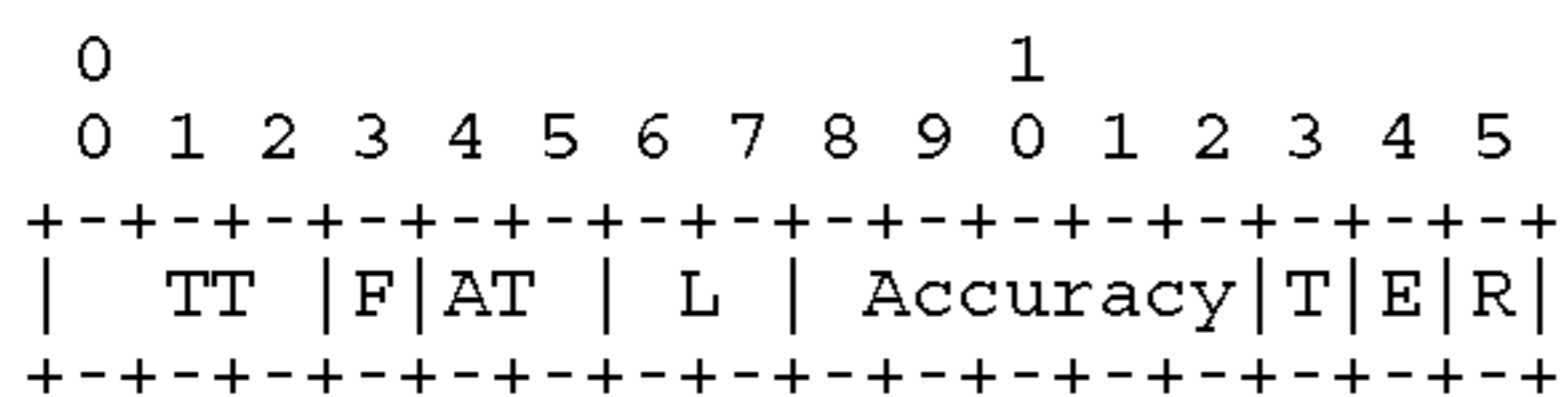 0                   1
0 1 2 3 4 5 6 7 8 9 0 1 2 3 4 5
+-+-+-+-+-+-+-+-+-+-+-+-+-+-+-+-+
|  TT |F|AT | L | Accuracy|T|E|R|
+-+-+-+-+-+-+-+-+-+-+-+-+-+-+-+-+